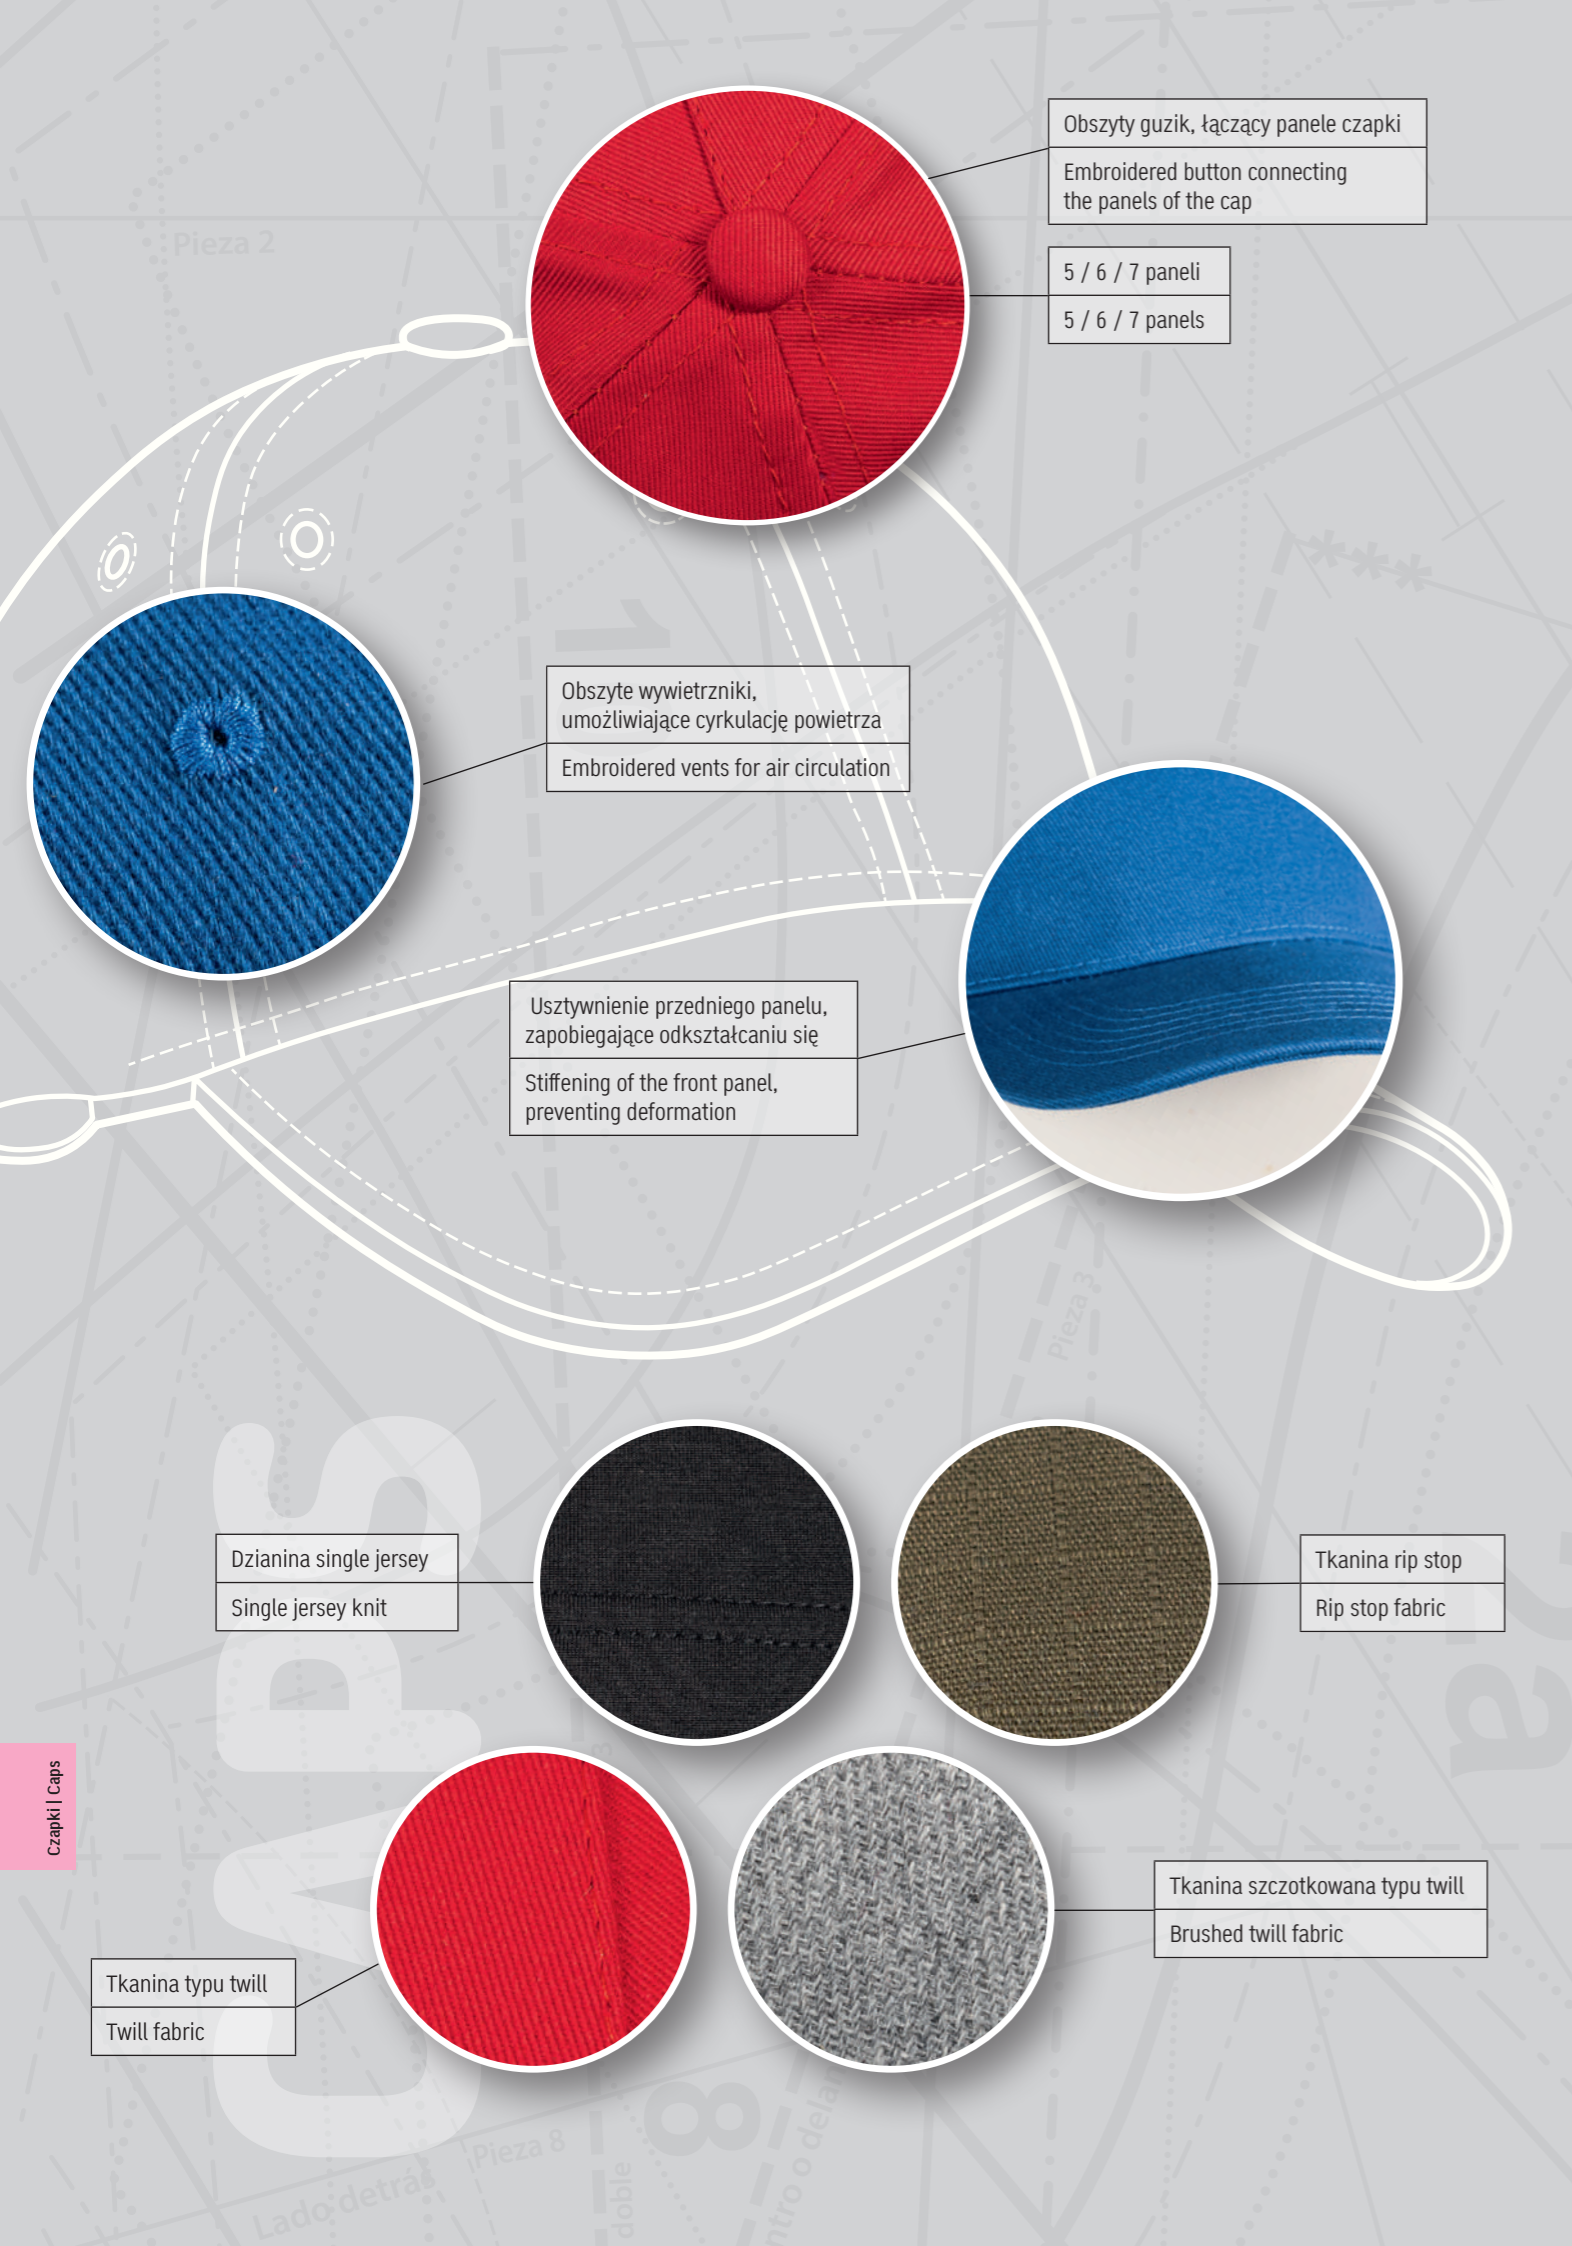 Obszyty guzik, łączący panele czapki
Embroidered button connecting
the panels of the cap
5 / 6 / 7 paneli
5 / 6 / 7 panels
Pieza 2
1
Obszyte wywietrzniki,
umożliwiające cyrkulację powietrza
Embroidered vents for air circulation
***
Usztywnienie przedniego panelu,
zapobiegające odkształcaniu się
Stiffening of the front panel,
preventing deformation
Pieza 3
CAPS
Dzianina single jersey
Single jersey knit
Tkanina rip stop
Rip stop fabric
Czapki | Caps
Tkanina szczotkowana typu twill
Brushed twill fabric
Tkanina typu twill
Twill fabric
8
Pieza 8
Lado detrás
doble